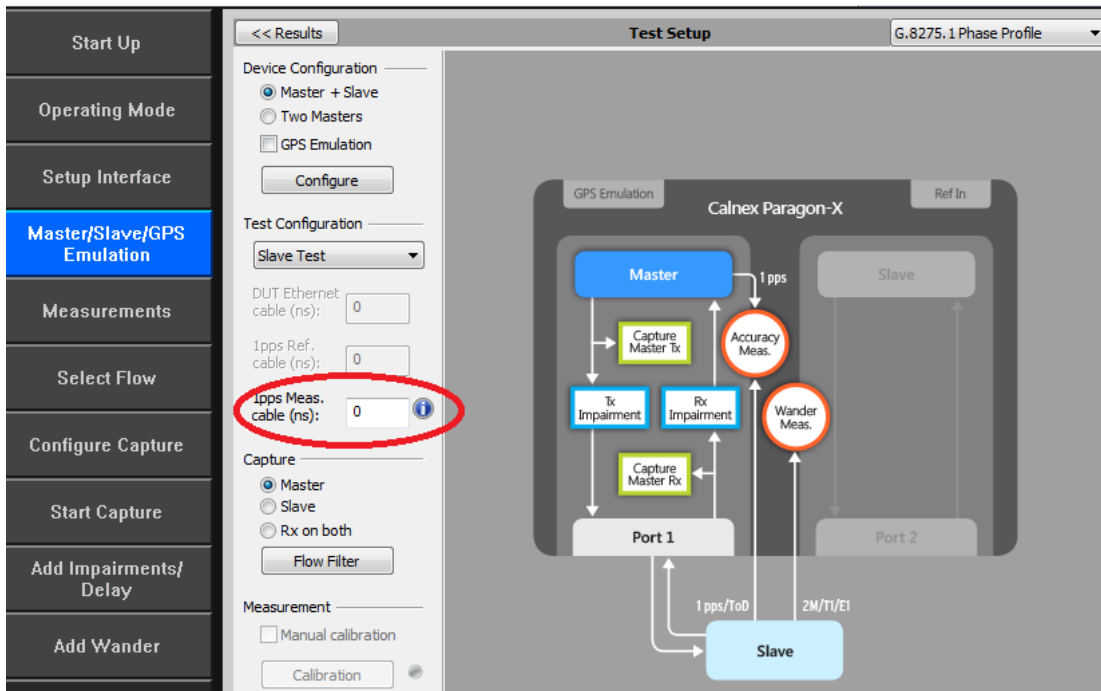 Start Up
Operating Mode
Setup Interface
Master/Slave/GPS
Emulation
Measurements
Select Flow
Configure Capture
Start Capture
Add Impairments/
Delay
Add Wander
<< Results
Test Setup
G.8275.1 Phase Profile
Device Configuration
Master + Slave
Two Masters
GPS Emulation
Configure
Test Configuration
Slave Test
DUT Ethernet
cable (ns):
0
1pps Ref.
cable (ns):
0
1pps Meas.
cable (ns):
0
Capture
Master
Slave
Rx on both
Flow Filter
Measurement
Manual calibration
Calibration
GPS Emulation
Ref In
Calnex Paragon-X
Master
1 pps
Slave
Capture
Master Tx
Accuracy
Meas.
Tx
Impairment
Rx
Impairment
Wander
Meas.
Capture
Master Rx
Port 1
Port 2
1 pps/ToD
2M/T1/E1
Slave